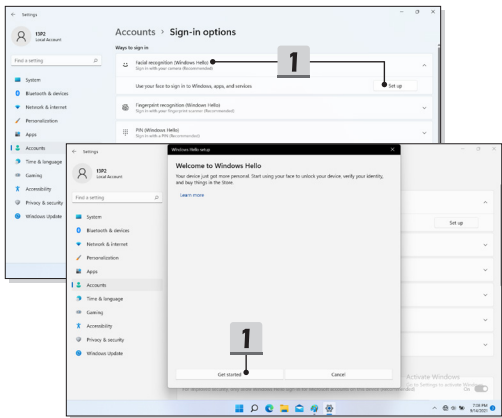 ← Settings
13P2
Local Account
Find a setting
System
Bluetooth & devices
Network & internet
Personalization
Apps
Accounts
Time & language
Gaming
Accessibility
Privacy & security
Windows Update
Accounts > Sign-in options
Ways to sign in
Facial recognition (Windows Hello)
Sign in with your camera (Recommended)
1
Use your face to sign in to Windows, apps, and services
Set up
Fingerprint recognition (Windows Hello)
Sign in with your fingerprint scanner (Recommended)
PIN (Windows Hello)
Sign in with a PIN (Recommended)
← Settings
13P2
Local Account
Find a setting
System
Bluetooth & devices
Network & internet
Personalization
Apps
Accounts
Time & language
Gaming
Accessibility
Privacy & security
Windows Update
Windows Hello setup
Welcome to Windows Hello
Your device just got more personal. Start using your face to unlock your device, verify your identity,
and buy things in the Store.
Learn more
1
Get started
Cancel
Set up
Activate Windows
Go to Settings to activate Windows.
On